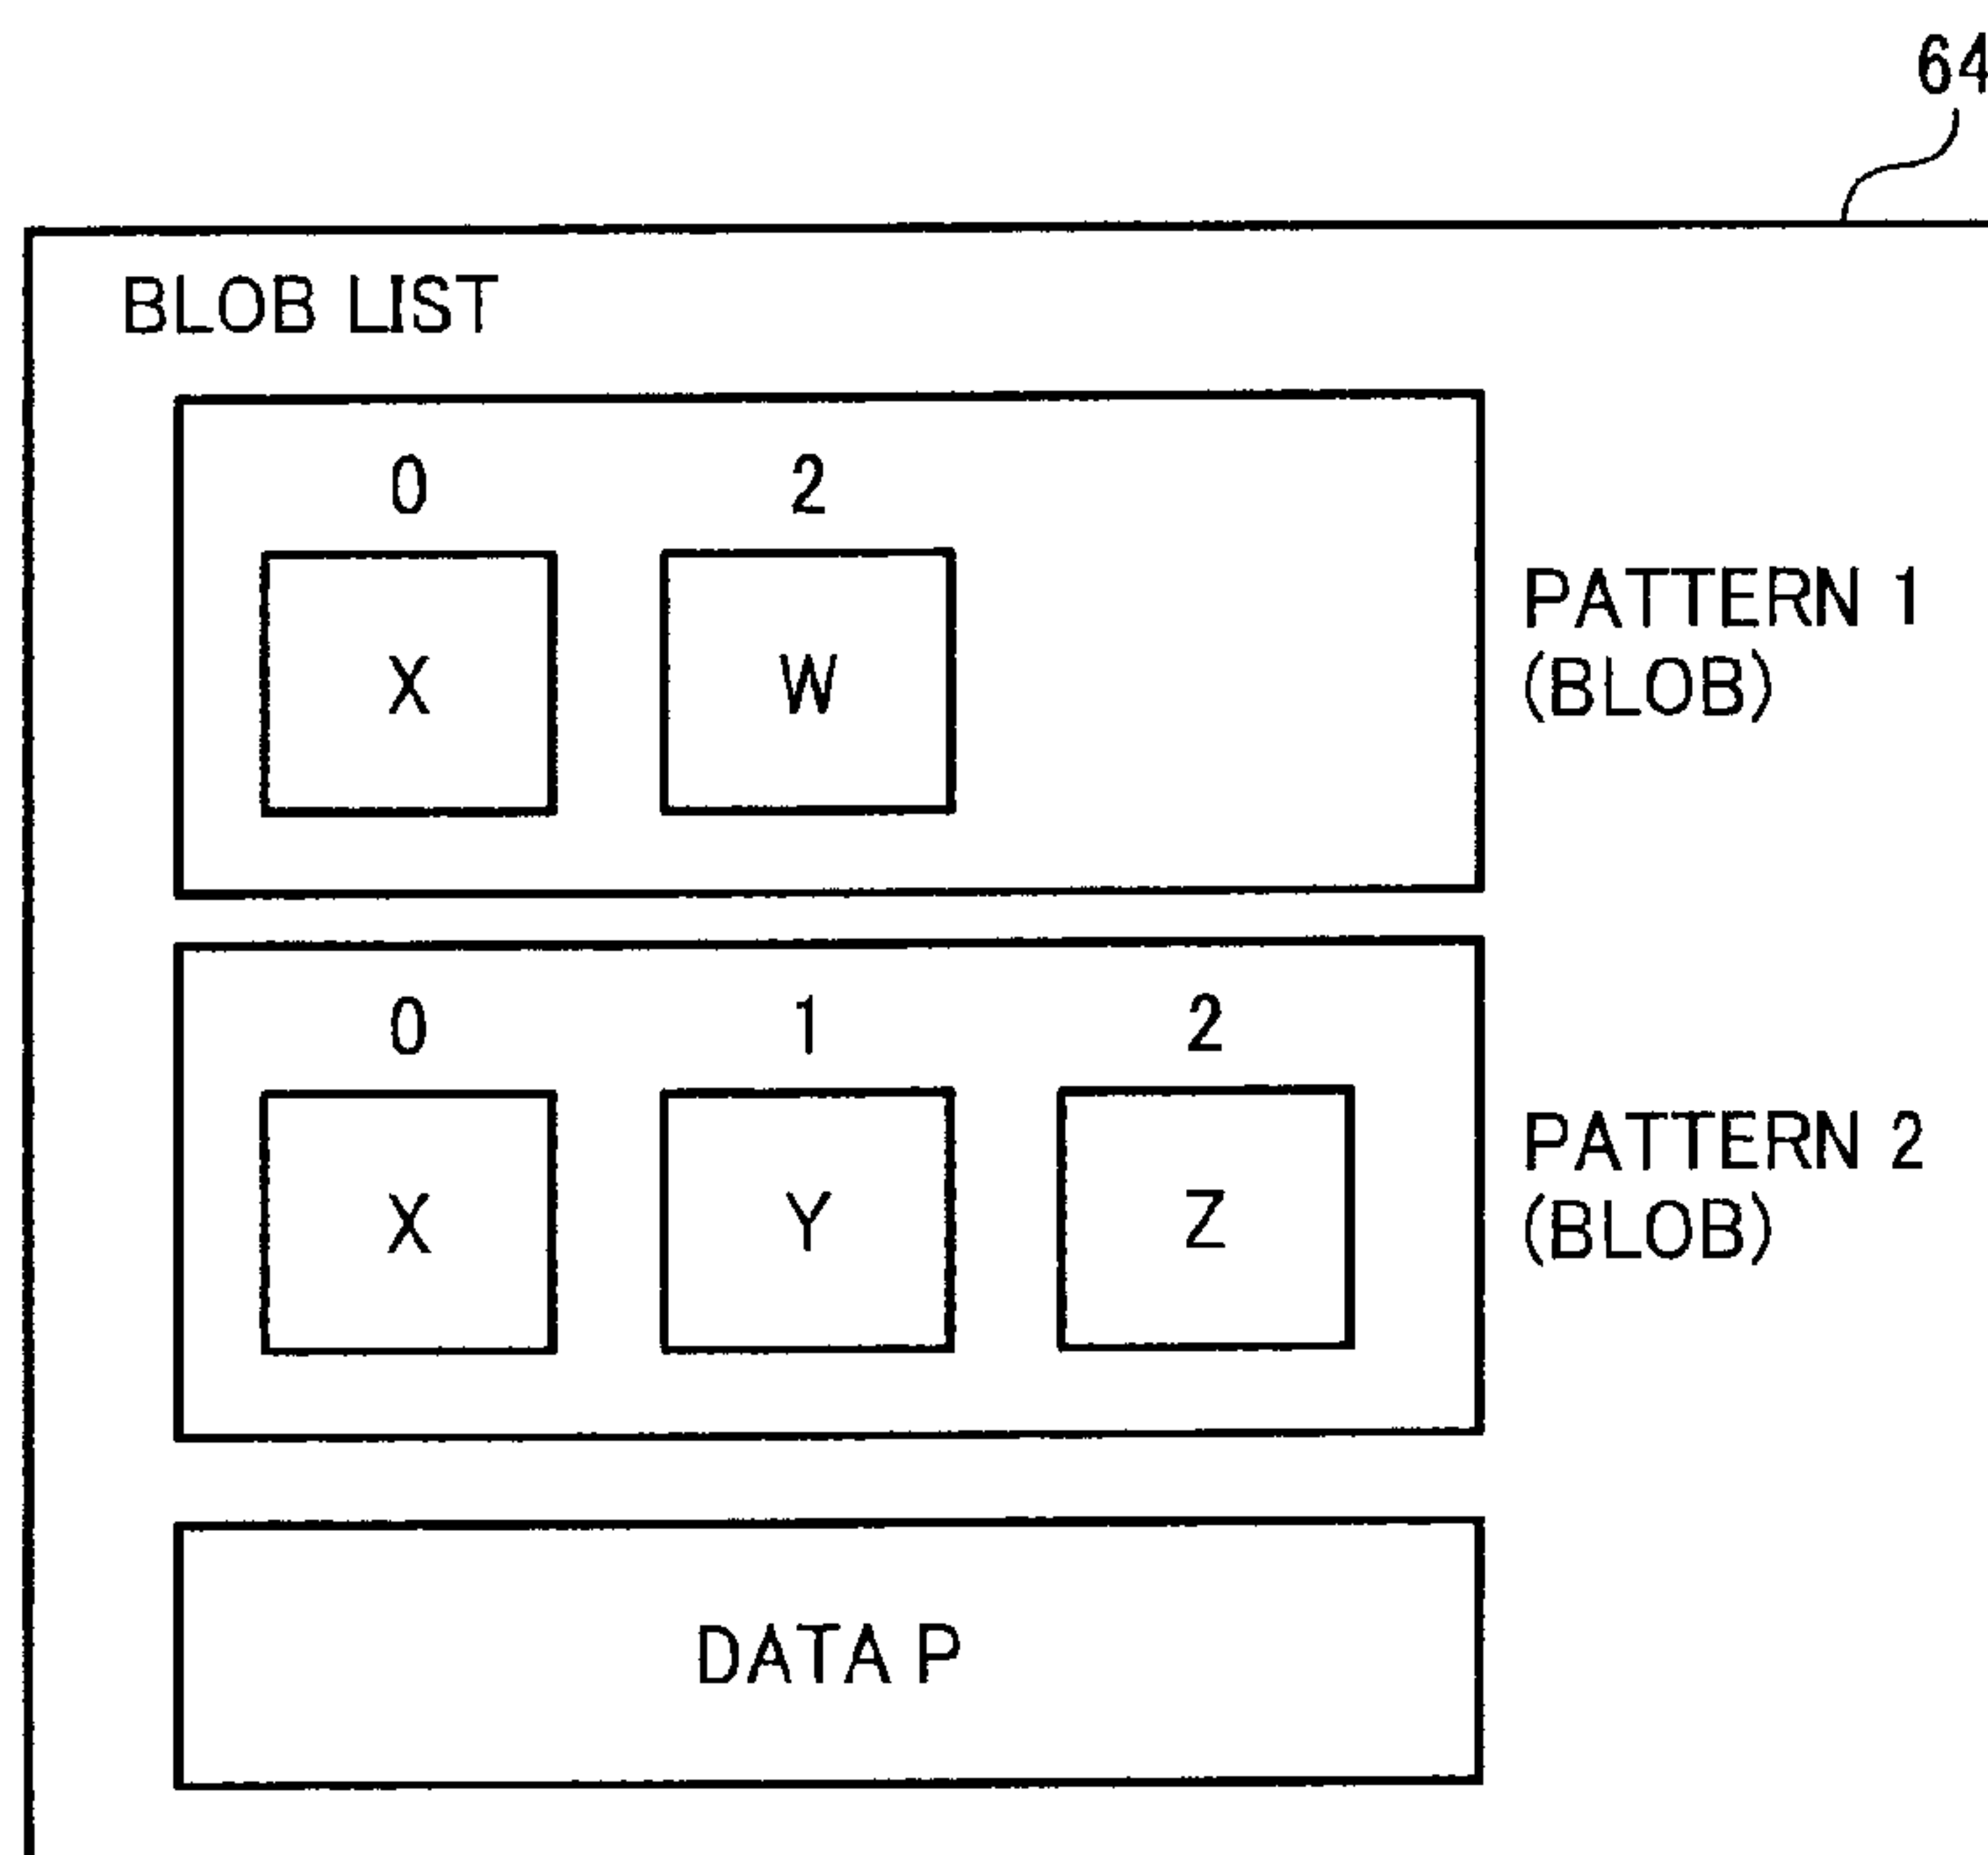 64
BLOB LIST
0 2
X W
PATTERN 1
(BLOB)
0 1 2
X Y Z
PATTERN 2
(BLOB)
DATA P